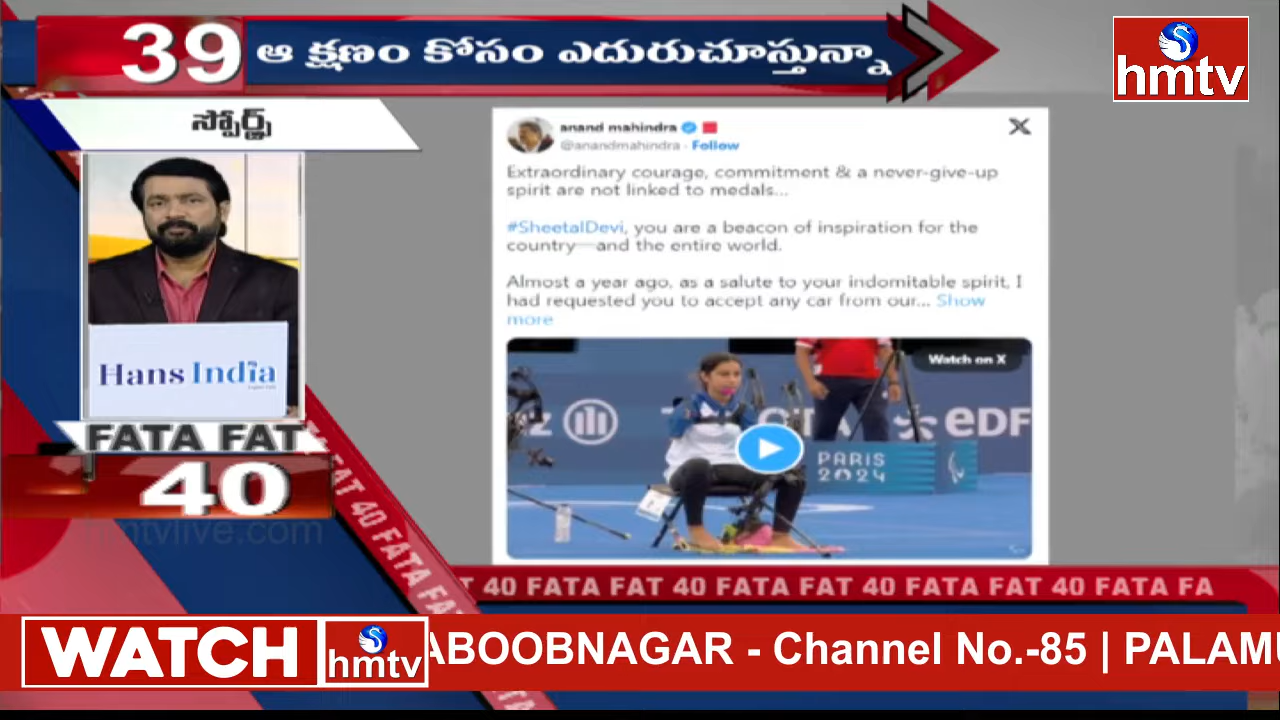 39 ఆ క్షణం కోసం ఎదురుచూస్తున్నా
hmtv
స్పోర్ట్స్
anand mahindra
@anandmahindra · Follow
Extraordinary courage, commitment & a never-give-up
spirit are not linked to medals...
#SheetalDevi, you are a beacon of inspiration for the
country—and the entire world.
Almost a year ago, as a salute to your indomitable spirit, I
had requested you to accept any car from our... Show
more
Watch on X
EDF
PARIS
2024
Hans India
FATA FAT
40
hmtvlive.com
FAT 40 FATA FA
T 40 FATA FAT 40 FATA FAT 40 FATA FAT 40 FATA FA
WATCH hmtv ABOOBNAGAR - Channel No.-85 | PALAMU